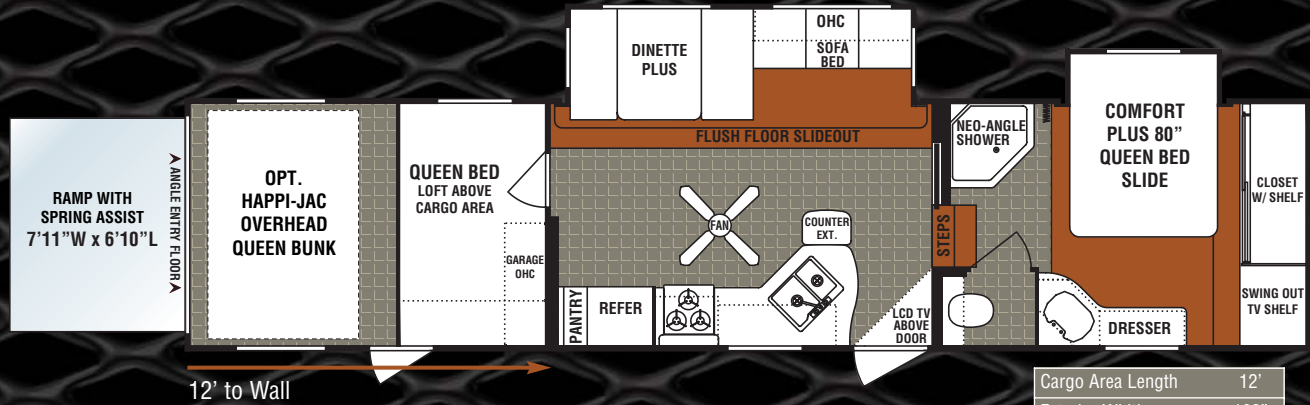 RAMP WITH
SPRING ASSIST
7'11"W x 6'10"L
ANGLE ENTRY FLOOR
OPT.
HAPPI-JAC
OVERHEAD
QUEEN BUNK
QUEEN BED
LOFT ABOVE
CARGO AREA
GARAGE
OHC
DINETTE
PLUS
OHC
SOFA
BED
FLUSH FLOOR SLIDEOUT
FAN
COUNTER
EXT.
PANTRY
REFER
LCD TV
ABOVE
DOOR
STEPS
NEO-ANGLE
SHOWER
COMFORT
PLUS 80”
QUEEN BED
SLIDE
CLOSET
W/ SHELF
SWING OUT
TV SHELF
DRESSER
12' to Wall
Cargo Area Length 12'